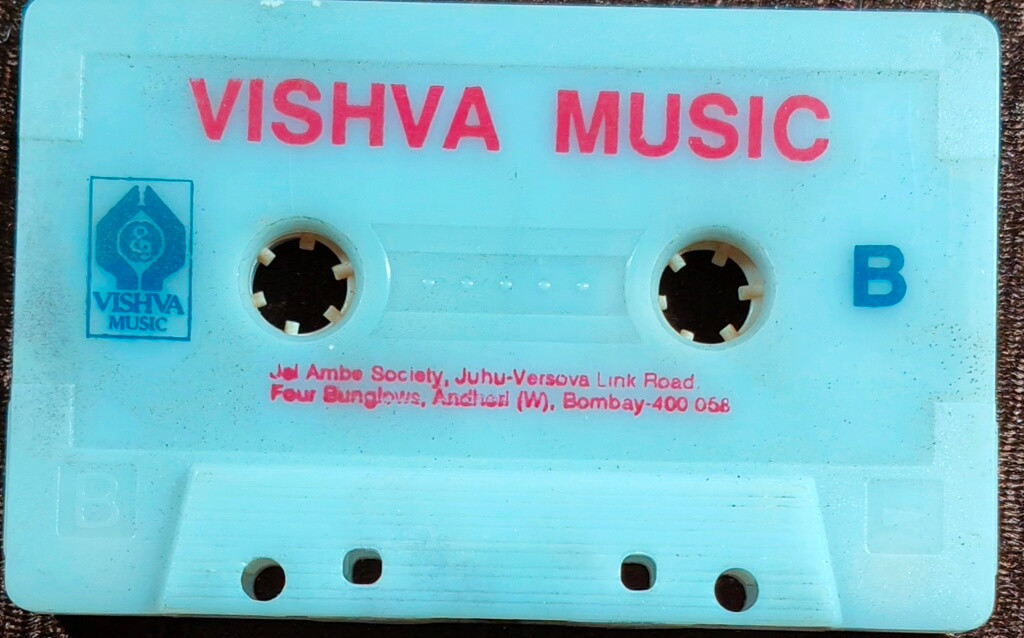 VISHVA MUSIC
VISHVA
MUSIC
B
Jai Ambe Society, Juhu-Versova Link Road.
Four Bunglows, Andheri (W), Bombay-400 058
B